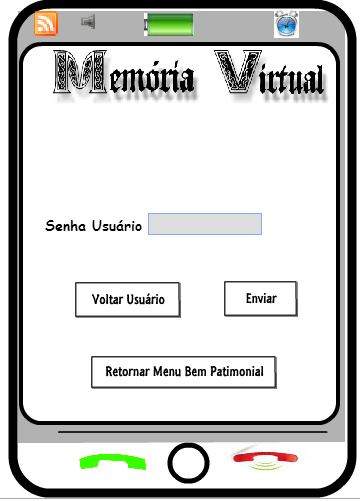 Memória Virtual
Senha Usuário
Voltar Usuário Enviar
Retornar Menu Bem Patimonial